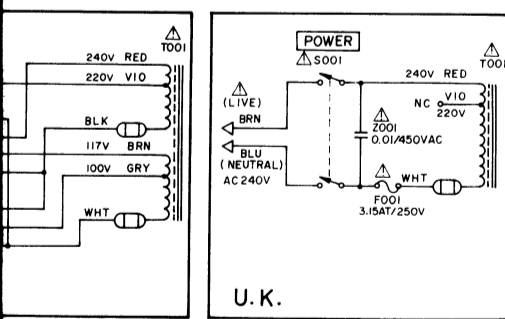 T001
240V RED
220V VIO
BLK
117V BRN
100V GRY
WHT
POWER
S001
T001
240V RED
(LIVE)
BRN
NC VIO
220V
Z001
0.01/450VAC
BLU
(NEUTRAL)
AC 240V
WHT
F001
3.15AT/250V
U.K.